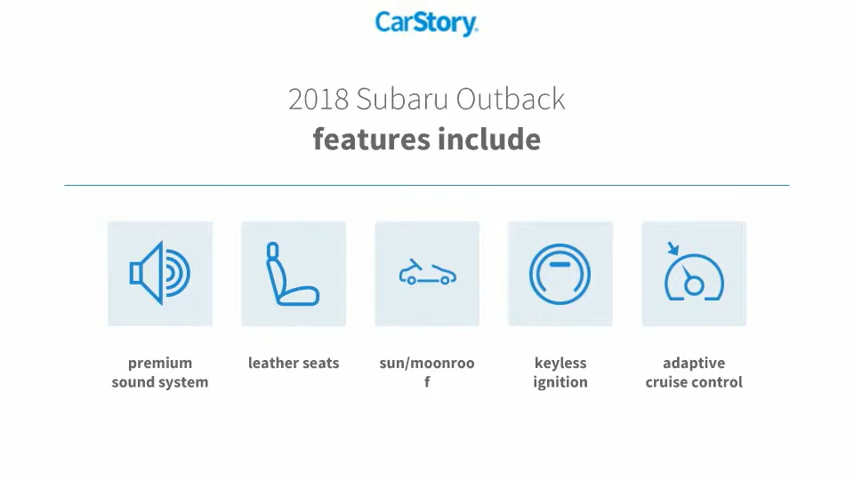 CarStory.
2018 Subaru Outback
features include
premium
sound system
leather seats
sun/moonroo
f
keyless
ignition
adaptive
cruise control